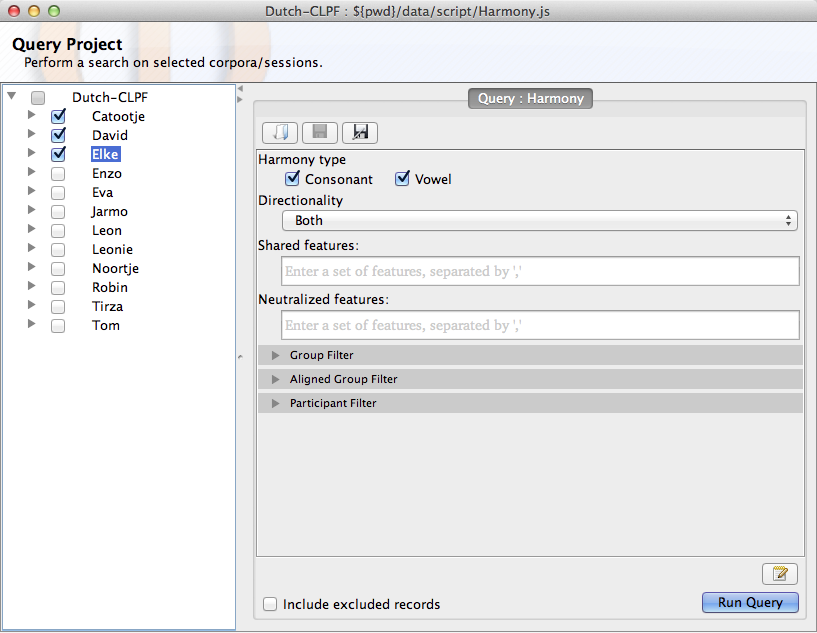 Dutch-CLPF : ${pwd}/data/script/Harmony.js
Query Project
Perform a search on selected corpora/sessions.
Dutch-CLPF
Catootje
David
Elke
Enzo
Eva
Jarmo
Leon
Leonie
Noortje
Robin
Tirza
Tom
Query : Harmony
Harmony type
Consonant Vowel
Directionality
Both
Shared features:
Enter a set of features, separated by ','
Neutralized features:
Enter a set of features, separated by ','
Group Filter
Aligned Group Filter
Participant Filter
Include excluded records
Run Query